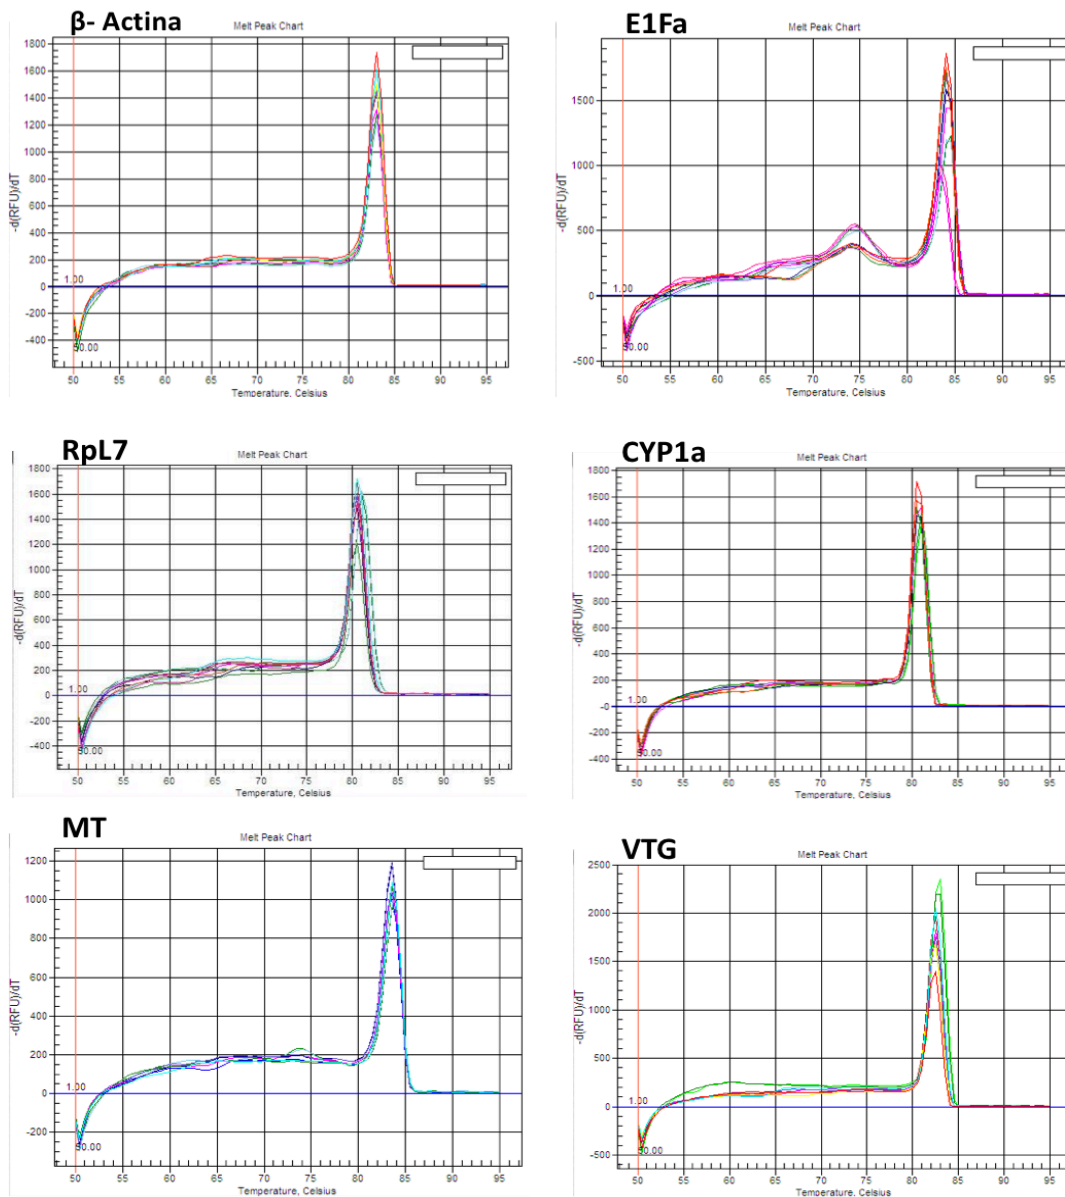 β- Actina
Melt Peak Chart
-d(RFU)/dT
1800
1600
1400
1200
1000
800
600
400
200
0
-200
-400
1.00
50.00
50 55 60 65 70 75 80 85 90 95
Temperature, Celsius
E1Fa
Melt Peak Chart
-d(RFU)/dT
1500
1000
500
0
-500
1.00
50.00
50 55 60 65 70 75 80 85 90 95
Temperature, Celsius
RpL7
Melt Peak Chart
-d(RFU)/dT
1800
1600
1400
1200
1000
800
600
400
200
0
-200
-400
1.00
50.00
50 55 60 65 70 75 80 85 90 95
Temperature, Celsius
CYP1a
Melt Peak Chart
-d(RFU)/dT
1800
1600
1400
1200
1000
800
600
400
200
-0
-200
-400
1.00
50.00
50 55 60 65 70 75 80 85 90 95
Temperature, Celsius
MT
Melt Peak Chart
-d(RFU)/dT
1200
1000
800
600
400
200
0
-200
1.00
50.00
50 55 60 65 70 75 80 85 90 95
Temperature, Celsius
VTG
Melt Peak Chart
-d(RFU)/dT
2500
2000
1500
1000
500
0
-500
1.00
50.00
50 55 60 65 70 75 80 85 90 95
Temperature, Celsius